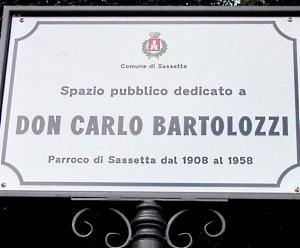 Comune di Sassetta
Spazio pubblico dedicato a
DON CARLO BARTOLOZZI
Parroco di Sassetta dal 1908 al 1958